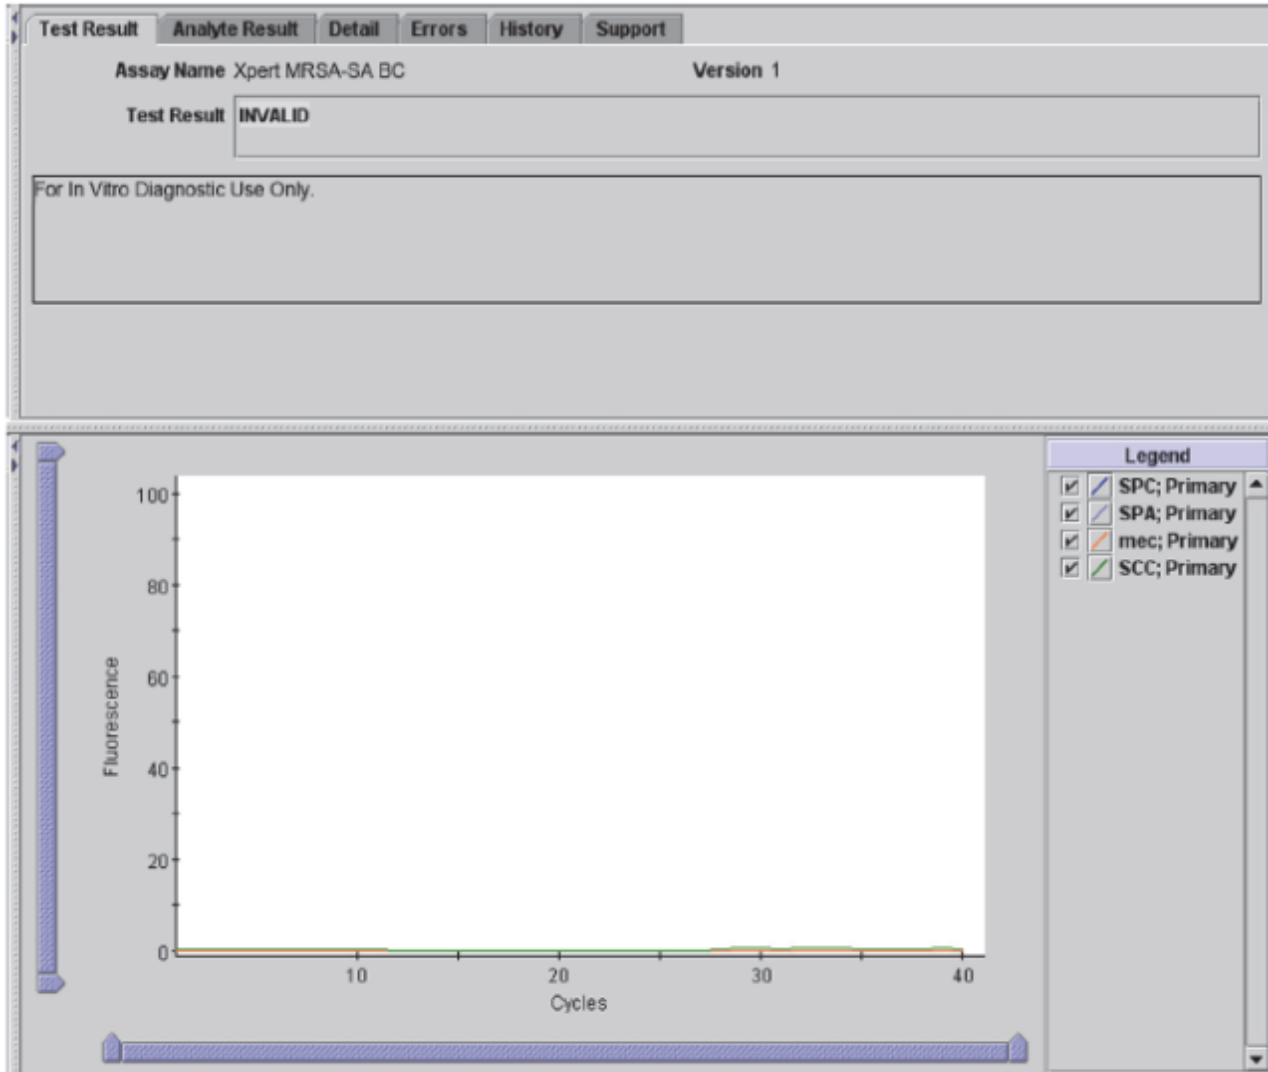 Test Result Analyte Result Detail Errors History Support
Assay Name Xpert MRSA-SA BC Version 1
Test Result INVALID
For In Vitro Diagnostic Use Only.
Legend
SPC; Primary
SPA; Primary
mec; Primary
SCC; Primary
100
80
60
40
20
0
Fluorescence
10 20 30 40
Cycles